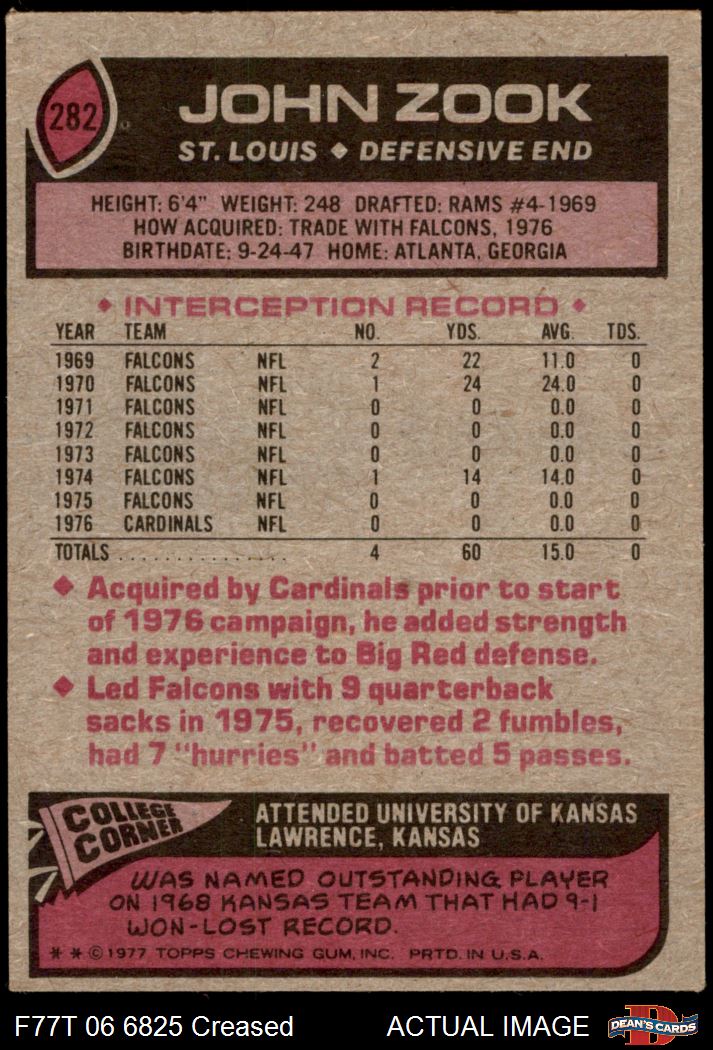 282
JOHN ZOOK
ST. LOUIS ◆ DEFENSIVE END
HEIGHT: 6'4" WEIGHT: 248 DRAFTED: RAMS #4-1969
HOW ACQUIRED: TRADE WITH FALCONS, 1976
BIRTHDATE: 9-24-47 HOME: ATLANTA, GEORGIA
◆ INTERCEPTION RECORD ◆
YEAR TEAM NO. YDS. AVG. TDS.
1969 FALCONS NFL 2 22 11.0 0
1970 FALCONS NFL 1 24 24.0 0
1971 FALCONS NFL 0 0 0.0 0
1972 FALCONS NFL 0 0 0.0 0
1973 FALCONS NFL 0 0 0.0 0
1974 FALCONS NFL 1 14 14.0 0
1975 FALCONS NFL 0 0 0.0 0
1976 CARDINALS NFL 0 0 0.0 0
TOTALS . . . . . . . . . . . . . . . . 4 60 15.0 0
◆ Acquired by Cardinals prior to start
of 1976 campaign, he added strength
and experience to Big Red defense.
◆ Led Falcons with 9 quarterback
sacks in 1975, recovered 2 fumbles,
had 7 "hurries" and batted 5 passes.
COLLEGE
CORNER
ATTENDED UNIVERSITY OF KANSAS
LAWRENCE, KANSAS
WAS NAMED OUTSTANDING PLAYER
ON 1968 KANSAS TEAM THAT HAD 9-1
WON-LOST RECORD.
* * © 1977 TOPPS CHEWING GUM, INC. PRTD. IN U.S.A.
F77T 06 6825 Creased ACTUAL IMAGE
D
DEAN'S CARDS